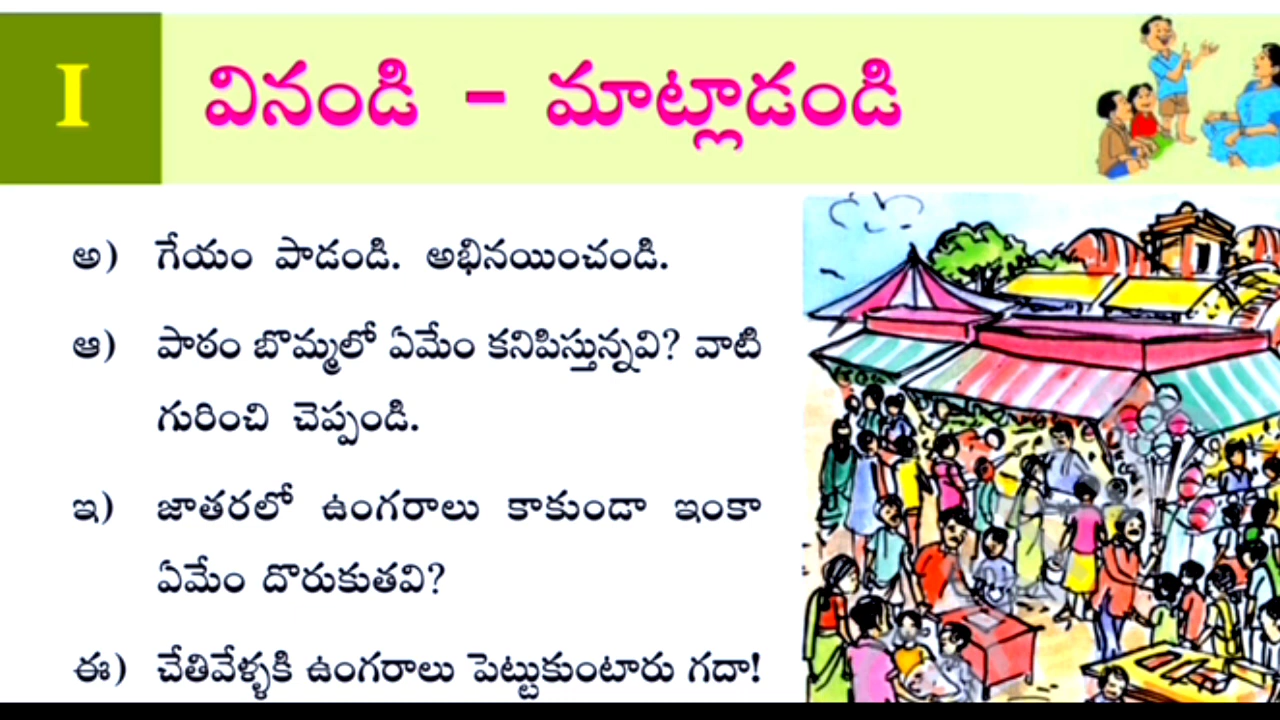 I వినండి - మాట్లాడండి
అ) గేయం పాడండి. అభినయించండి.
ఆ) పాఠం బొమ్మలో ఏమేం కనిపిస్తున్నవి? వాటి
గురించి చెప్పండి.
ఇ) జాతరలో ఉంగరాలు కాకుండా ఇంకా
ఏమేం దొరుకుతవి?
ఈ) చేతివేళ్ళకి ఉంగరాలు పెట్టుకుంటారు గదా!